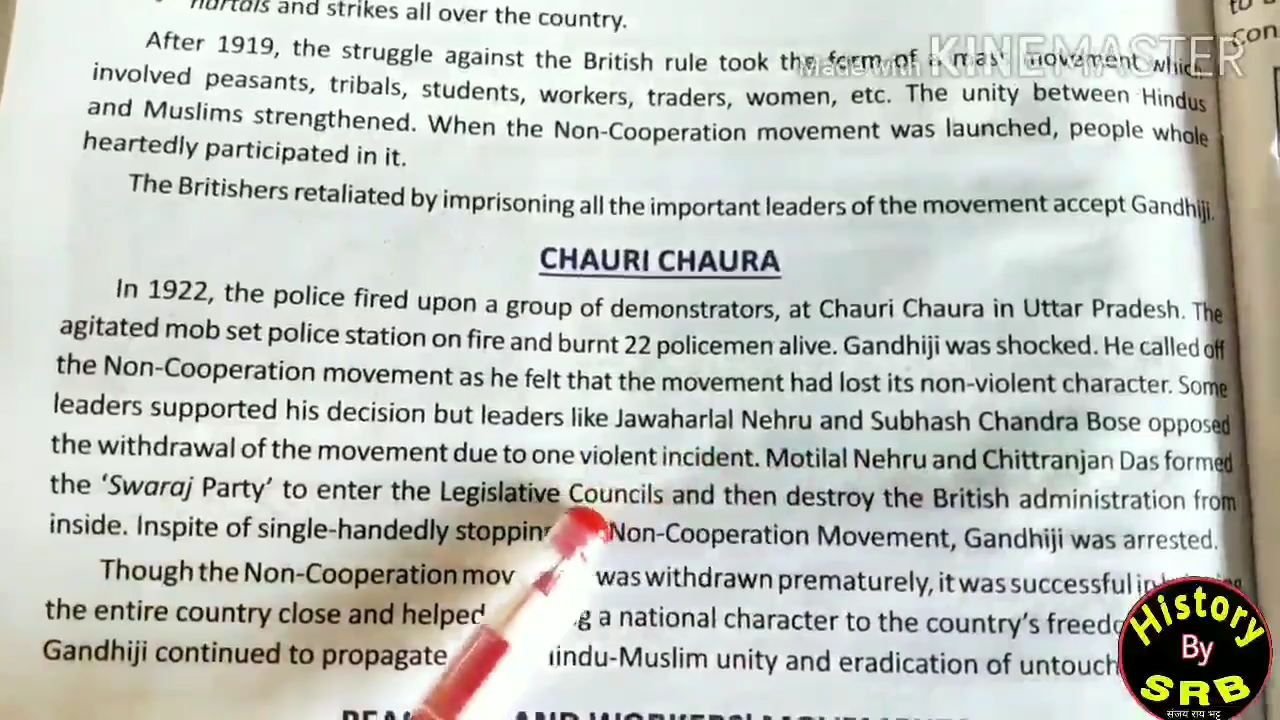 hartals and strikes all over the country.
After 1919, the struggle against the British rule took the form of a mass movement which
involved peasants, tribals, students, workers, traders, women, etc. The unity between Hindus
and Muslims strengthened. When the Non-Cooperation movement was launched, people whole
heartedly participated in it.
The Britishers retaliated by imprisoning all the important leaders of the movement accept Gandhiji.
CHAURI CHAURA
In 1922, the police fired upon a group of demonstrators, at Chauri Chaura in Uttar Pradesh. The
agitated mob set police station on fire and burnt 22 policemen alive. Gandhiji was shocked. He called off
the Non-Cooperation movement as he felt that the movement had lost its non-violent character. Some
leaders supported his decision but leaders like Jawaharlal Nehru and Subhash Chandra Bose opposed
the withdrawal of the movement due to one violent incident. Motilal Nehru and Chittranjan Das formed
the ‘Swaraj Party’ to enter the Legislative Councils and then destroy the British administration from
inside. Inspite of single-handedly stopping Non-Cooperation Movement, Gandhiji was arrested.
Though the Non-Cooperation mov was withdrawn prematurely, it was successful in
the entire country close and helped a national character to the country’s
Gandhiji continued to propagate Hindu-Muslim unity and eradication of
Made with KINEMASTER
History
By
SRB
संजय राय भट्ट